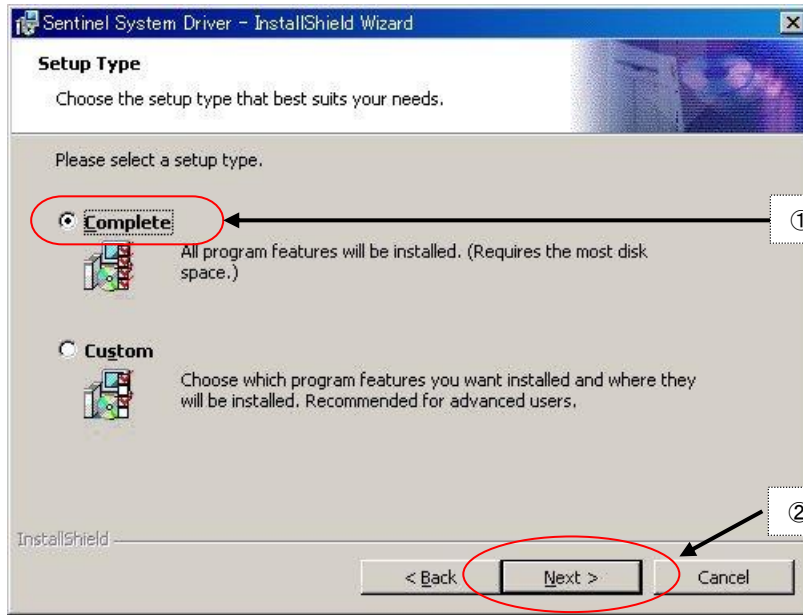 Sentinel System Driver - InstallShield Wizard
Setup Type
Choose the setup type that best suits your needs.
Please select a setup type.
Complete
①
All program features will be installed. (Requires the most disk
space.)
Custom
Choose which program features you want installed and where they
will be installed. Recommended for advanced users.
②
InstallShield
< Back
Next >
Cancel